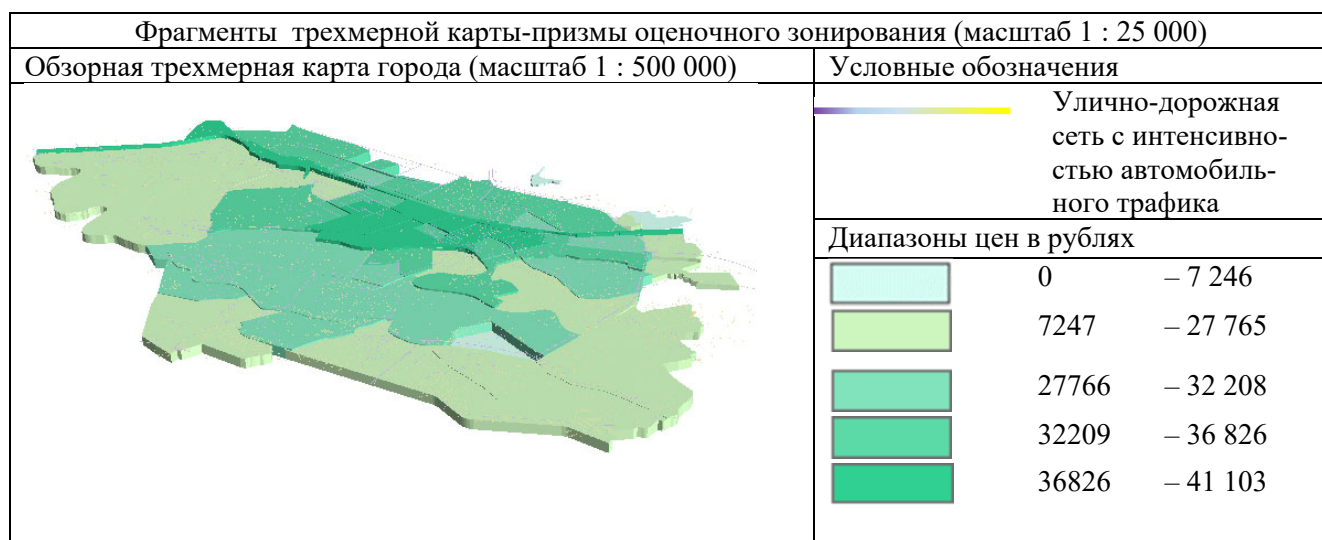 Фрагменты трехмерной карты-призмы оценочного зонирования (масштаб 1 : 25 000)
Обзорная трехмерная карта города (масштаб 1 : 500 000)
Условные обозначения
Улично-дорожная
сеть с интенсивно-
стью автомобиль-
ного трафика
Диапазоны цен в рублях
0 – 7 246
7247 – 27 765
27766 – 32 208
32209 – 36 826
36826 – 41 103